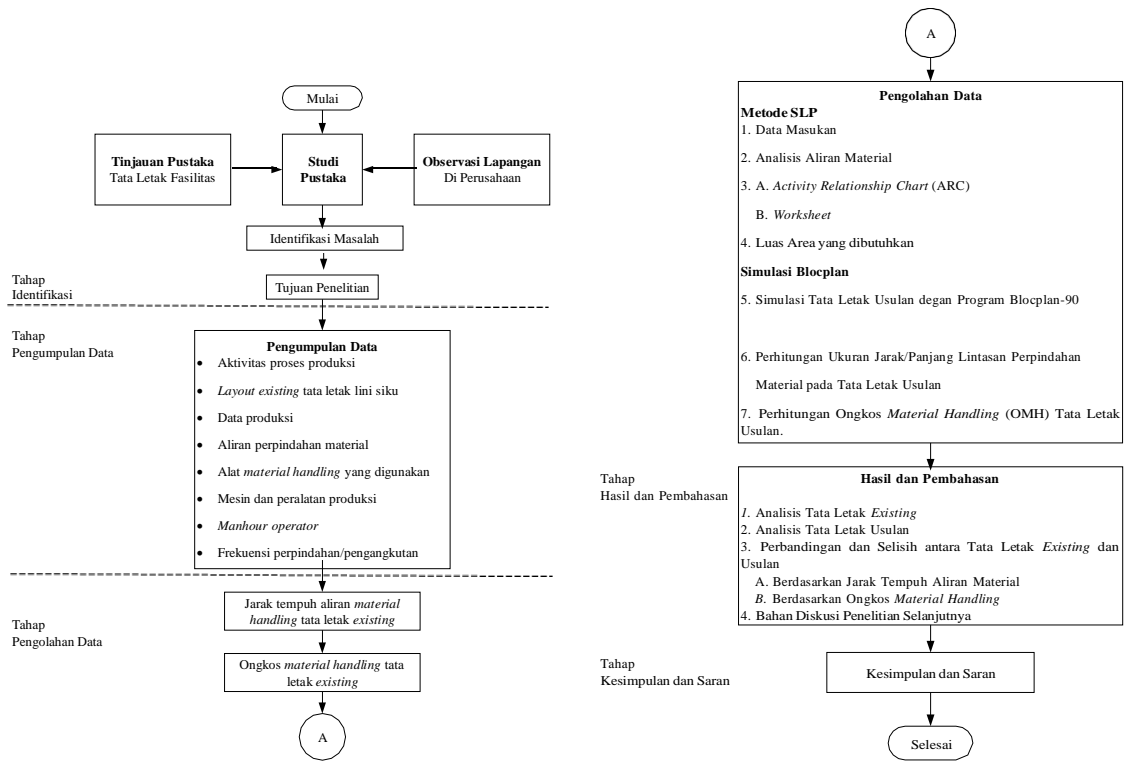 Mulai
Tinjauan Pustaka
Tata Letak Fasilitas
Studi
Pustaka
Observasi Lapangan
Di Perusahaan
Identifikasi Masalah
Tahap
Identifikasi
Tujuan Penelitian
Tahap
Pengumpulan Data
Pengumpulan Data
• Aktivitas proses produksi
• Layout existing tata letak lini siku
• Data produksi
• Aliran perpindahan material
• Alat material handling yang digunakan
• Mesin dan peralatan produksi
• Manhour operator
• Frekuensi perpindahan/pengangkutan
Tahap
Pengolahan Data
Jarak tempuh aliran material
handling tata letak existing
Ongkos material handling tata
letak existing
A
A
Pengolahan Data
Metode SLP
1. Data Masukan
2. Analisis Aliran Material
3. A. Activity Relationship Chart (ARC)
B. Worksheet
4. Luas Area yang dibutuhkan
Simulasi Blocplan
5. Simulasi Tata Letak Usulan degan Program Blocplan-90
6. Perhitungan Ukuran Jarak/Panjang Lintasan Perpindahan
Material pada Tata Letak Usulan
7. Perhitungan Ongkos Material Handling (OMH) Tata Letak
Usulan.
Tahap
Hasil dan Pembahasan
Hasil dan Pembahasan
1. Analisis Tata Letak Existing
2. Analisis Tata Letak Usulan
3. Perbandingan dan Selisih antara Tata Letak Existing dan
Usulan
A. Berdasarkan Jarak Tempuh Aliran Material
B. Berdasarkan Ongkos Material Handling
4. Bahan Diskusi Penelitian Selanjutnya
Tahap
Kesimpulan dan Saran
Kesimpulan dan Saran
Selesai